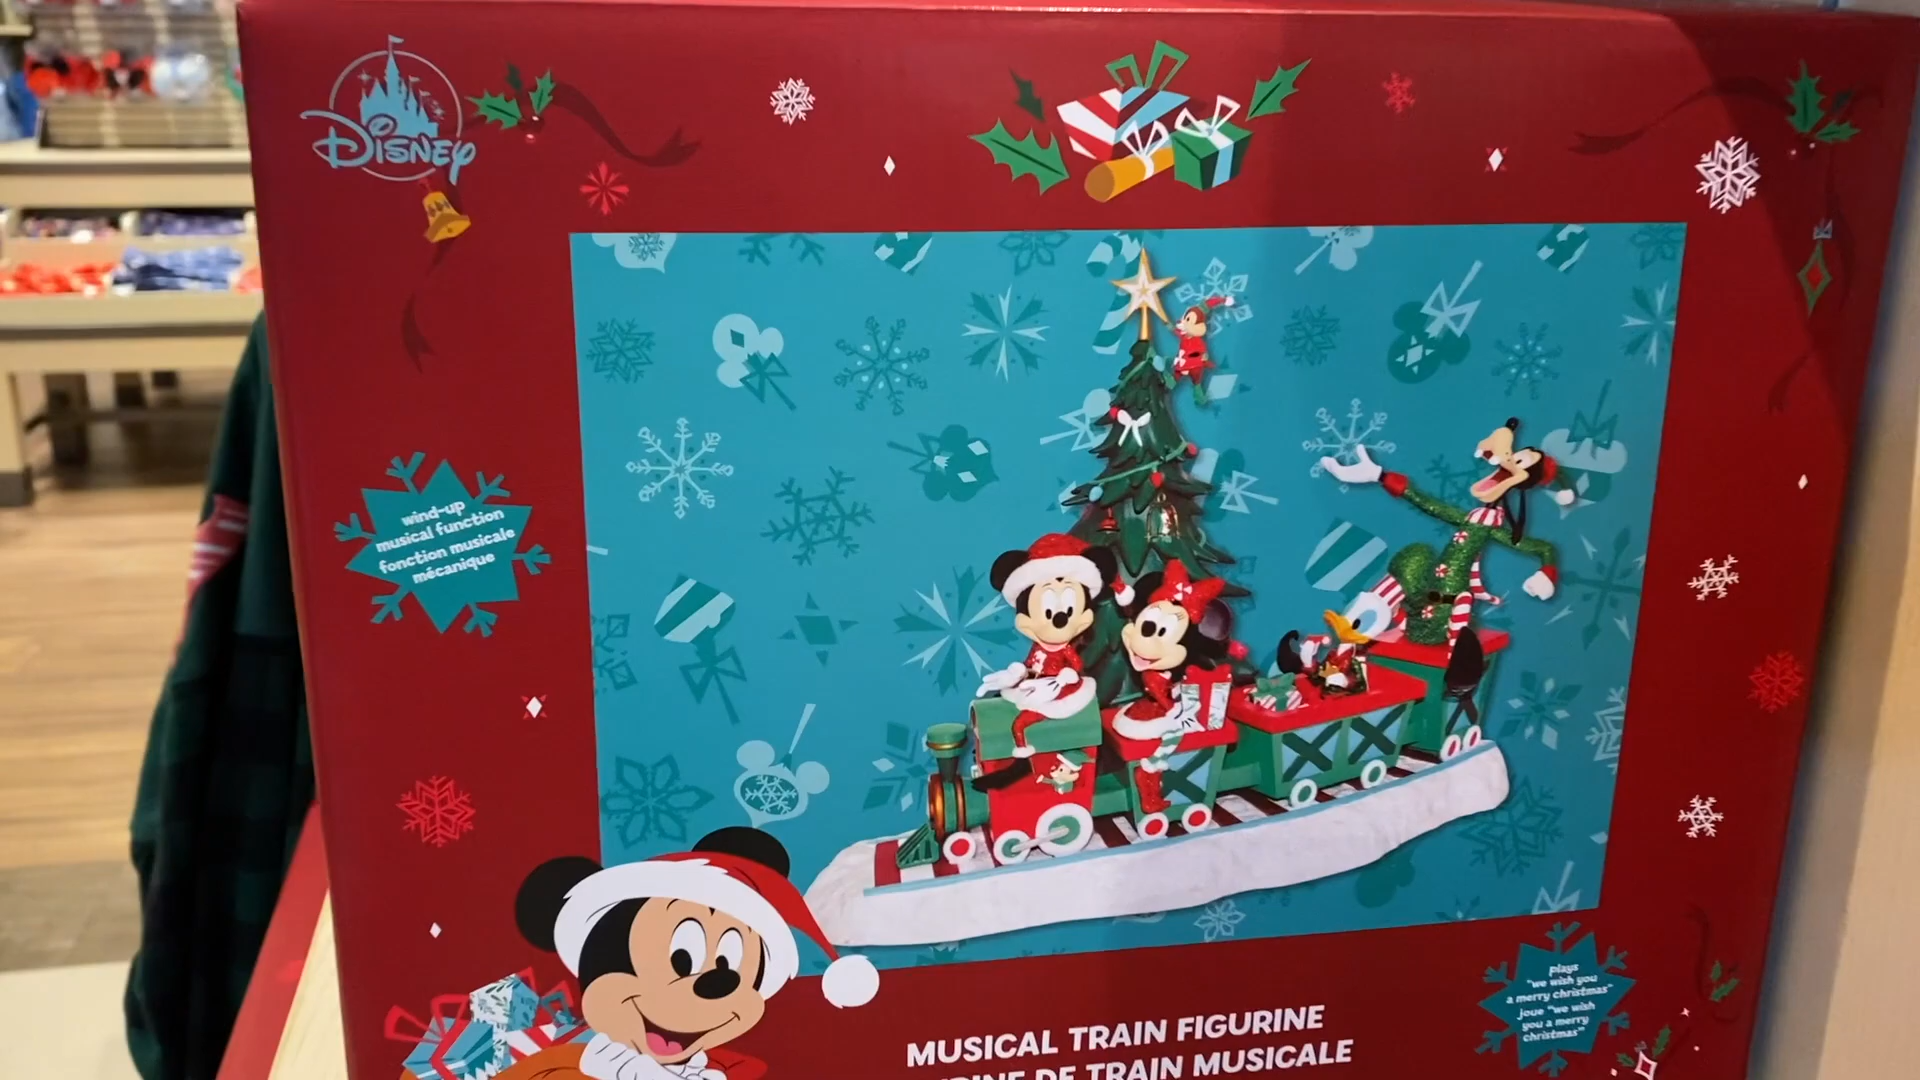 Disney
wind-up
musical function
fonction musicale
mécanique
plays
"we wish you
a merry christmas"
joue "we wish
you a merry
christmas"
MUSICAL TRAIN FIGURINE
DE TRAIN MUSICALE